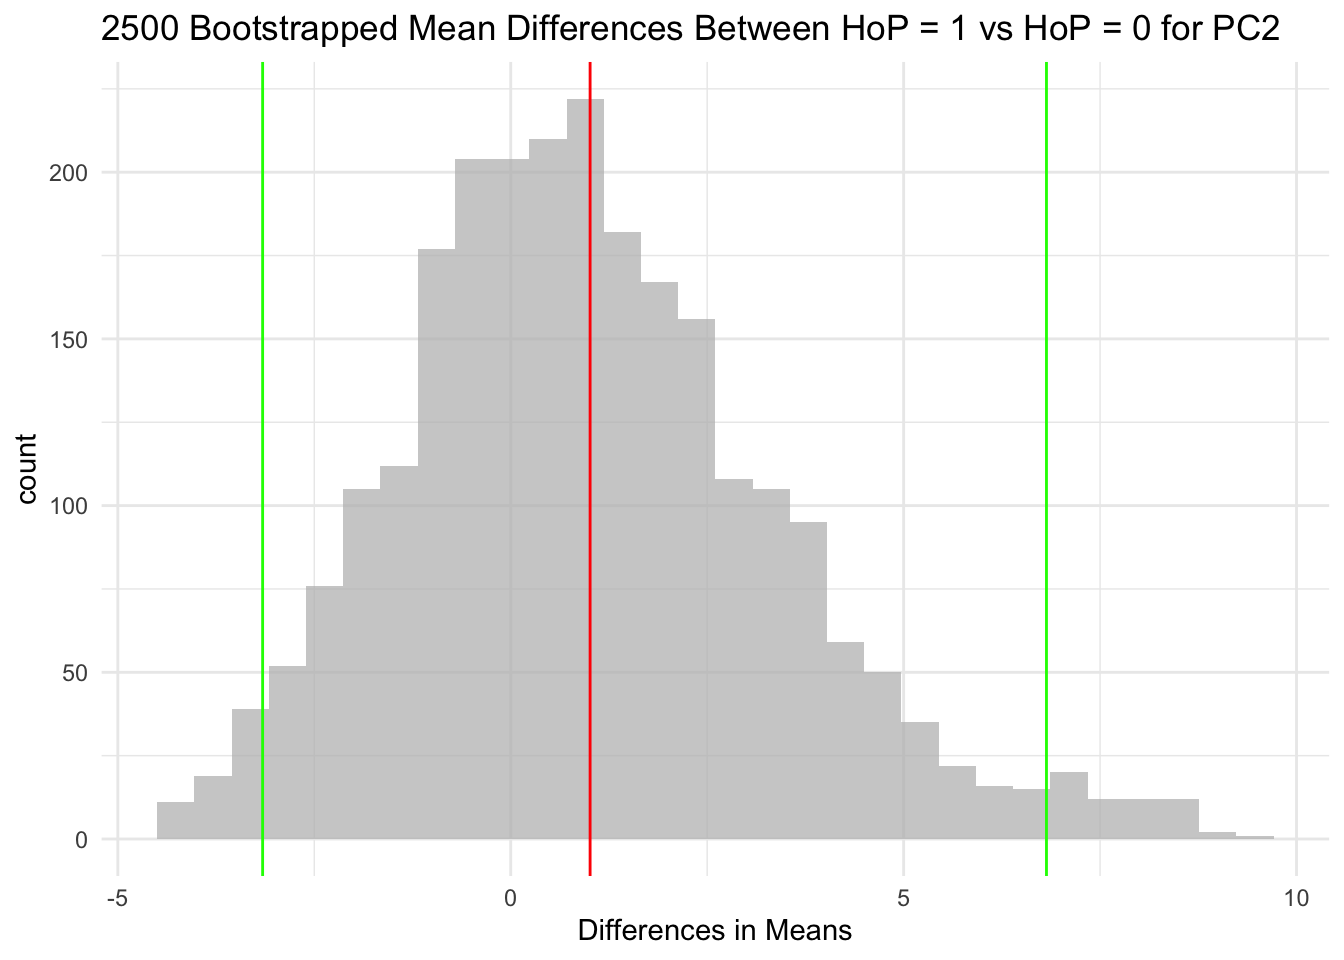 2500 Bootstrapped Mean Differences Between HoP = 1 vs HoP = 0 for PC2
200
150
100
50
0
count
-5 0 5 10
Differences in Means